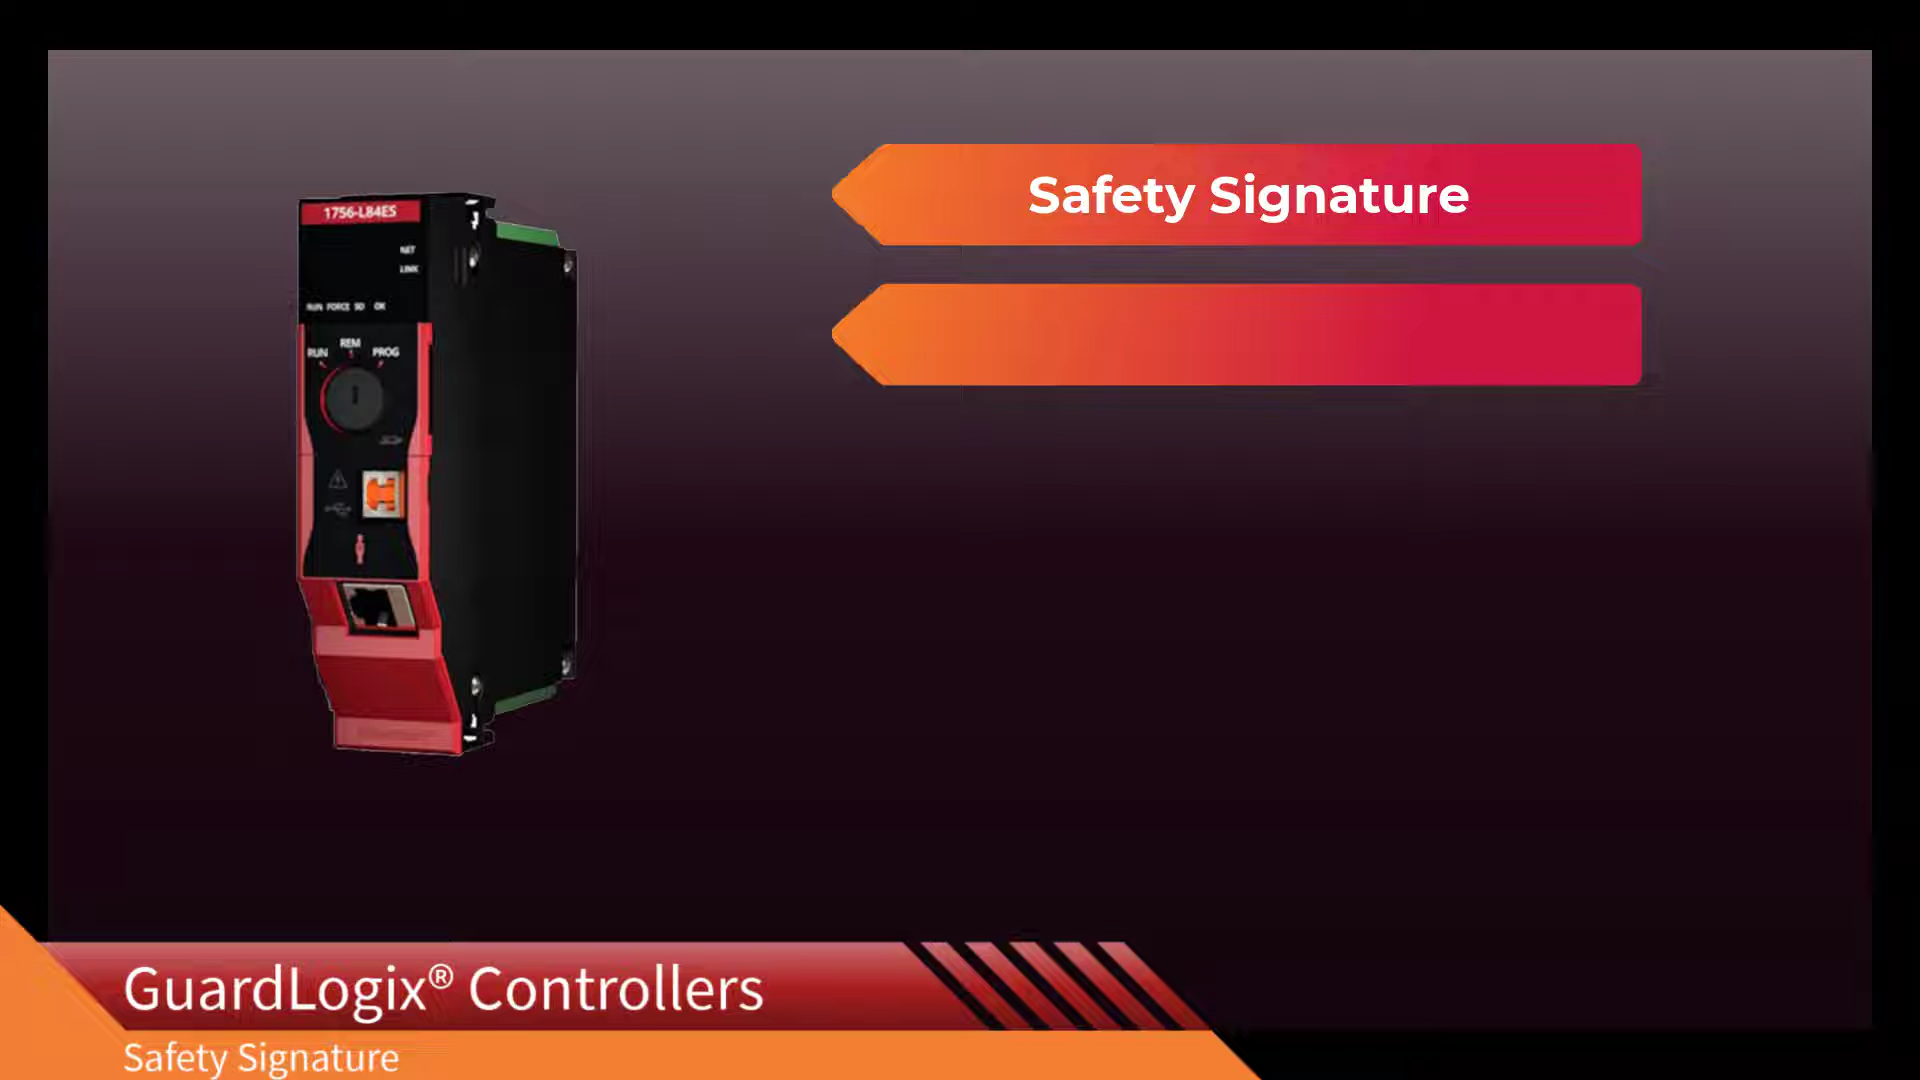 Safety Signature
1756-L84ES
NET
LINK
RUN FORCE SD OK
REM
RUN PROG
GuardLogix® Controllers
Safety Signature